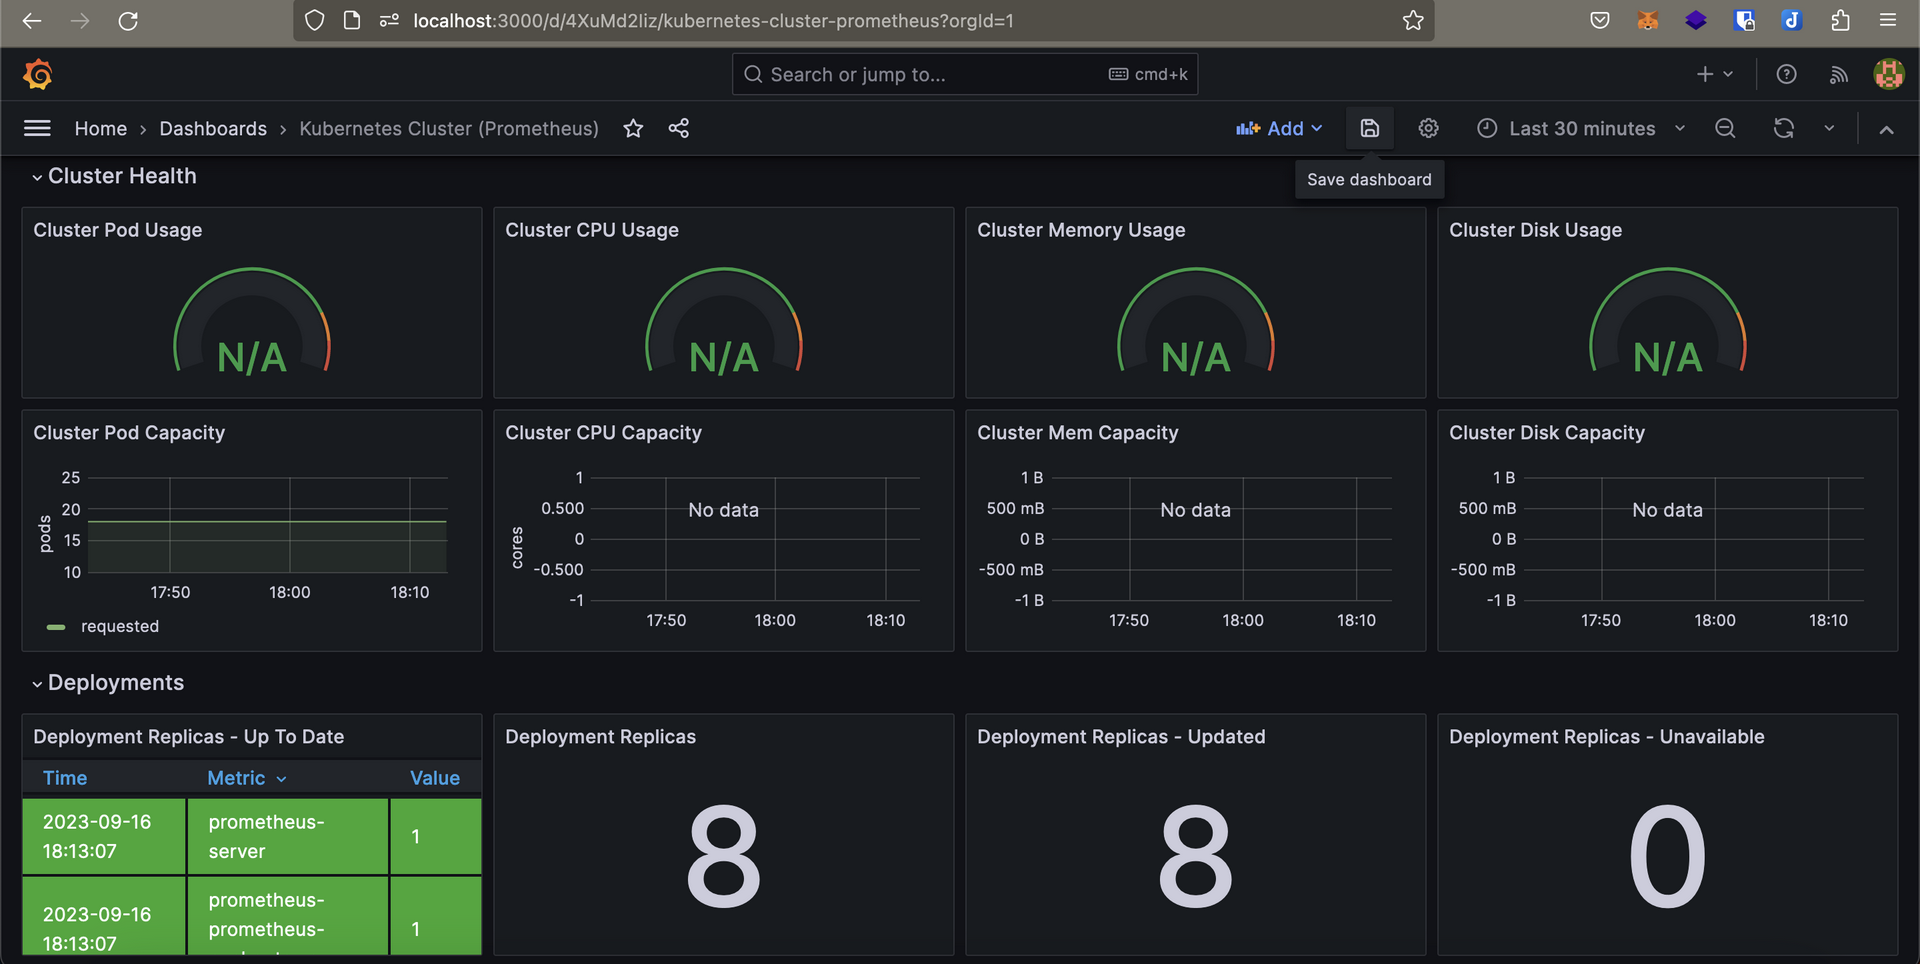 localhost:3000/d/4XuMd2Iiz/kubernetes-cluster-prometheus?orgId=1
Search or jump to...
cmd+k
Home › Dashboards › Kubernetes Cluster (Prometheus)
Add
Last 30 minutes
Save dashboard
Cluster Health
Cluster Pod Usage
N/A
Cluster CPU Usage
N/A
Cluster Memory Usage
N/A
Cluster Disk Usage
N/A
Cluster Pod Capacity
pods
25
20
15
10
17:50 18:00 18:10
requested
Cluster CPU Capacity
cores
1
0.500
0
-0.500
-1
No data
17:50 18:00 18:10
Cluster Mem Capacity
1 B
500 mB
0 B
-500 mB
-1 B
No data
17:50 18:00 18:10
Cluster Disk Capacity
1 B
500 mB
0 B
-500 mB
-1 B
No data
17:50 18:00 18:10
Deployments
Deployment Replicas - Up To Date
Time Metric Value
2023-09-16
18:13:07
prometheus-
server
1
2023-09-16
18:13:07
prometheus-
prometheus-
1
Deployment Replicas
8
Deployment Replicas - Updated
8
Deployment Replicas - Unavailable
0